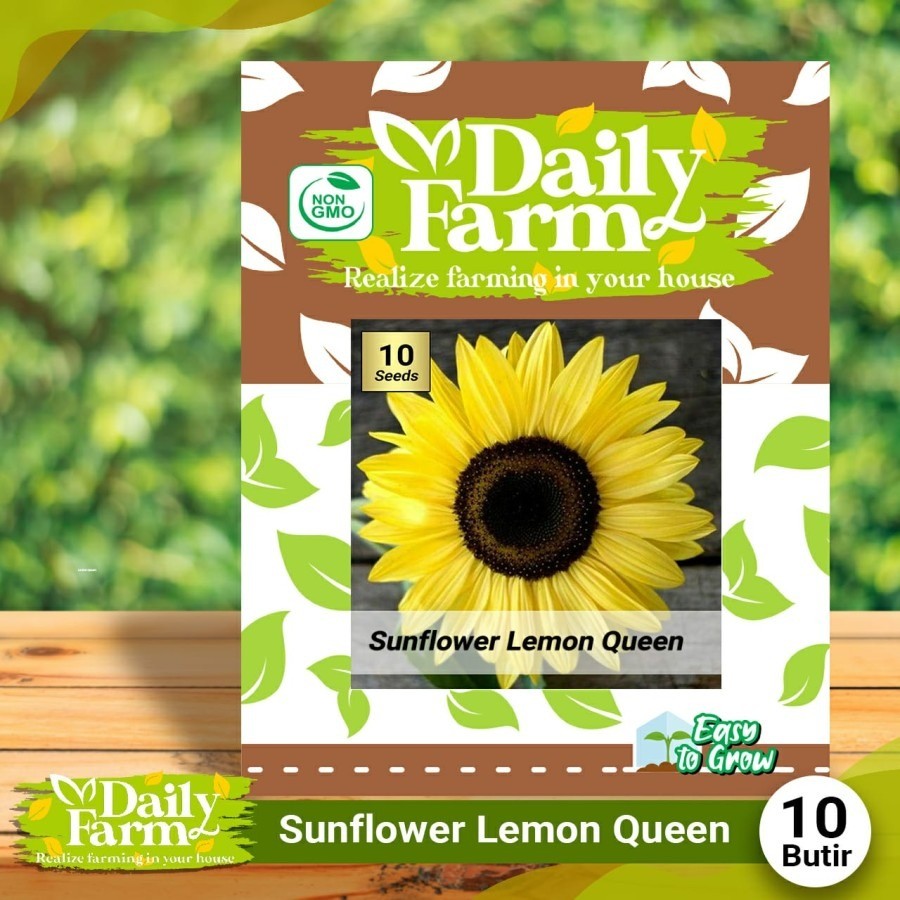 NON
GMO
Daily
Farm
Realize farming in your house
10
Seeds
Sunflower Lemon Queen
Easy
to Grow
Daily
Farm
Realize farming in your house
Sunflower Lemon Queen
10
Butir